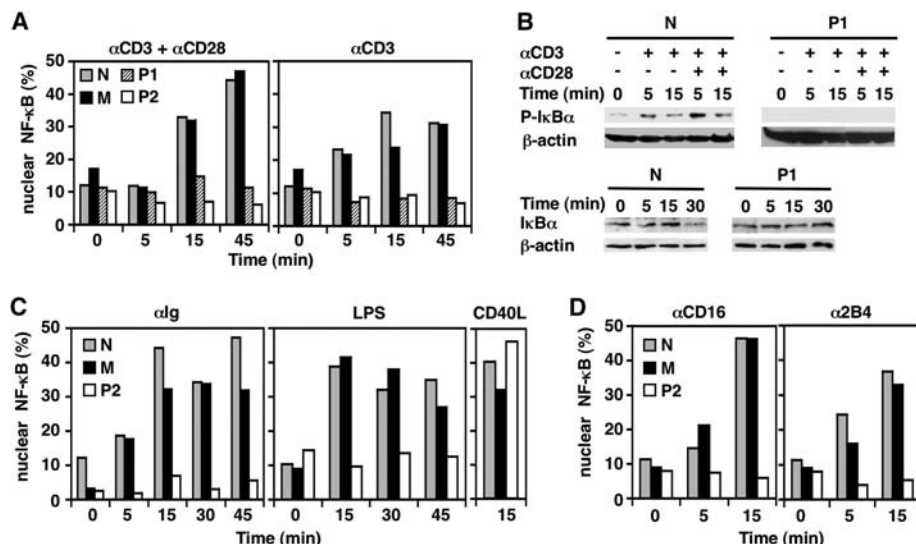 A
αCD3 + αCD28
αCD3
nuclear NF-κB (%)
50
40
30
20
10
0
N
M
P1
P2
0 5 15 45 0 5 15 45
Time (min)
B
N P1
αCD3 - + + + + - + + + +
αCD28 - - - + + - - - + +
Time (min) 0 5 15 5 15 0 5 15 5 15
P-IκBα
β-actin
N P1
Time (min) 0 5 15 30 0 5 15 30
IκBα
β-actin
C
αIg LPS CD40L
nuclear NF-κB (%)
50
40
30
20
10
0
N
M
P2
0 5 15 30 45 0 15 30 45 15
Time (min)
D
αCD16 α2B4
nuclear NF-κB (%)
50
40
30
20
10
0
N
M
P2
0 5 15 0 5 15
Time (min)